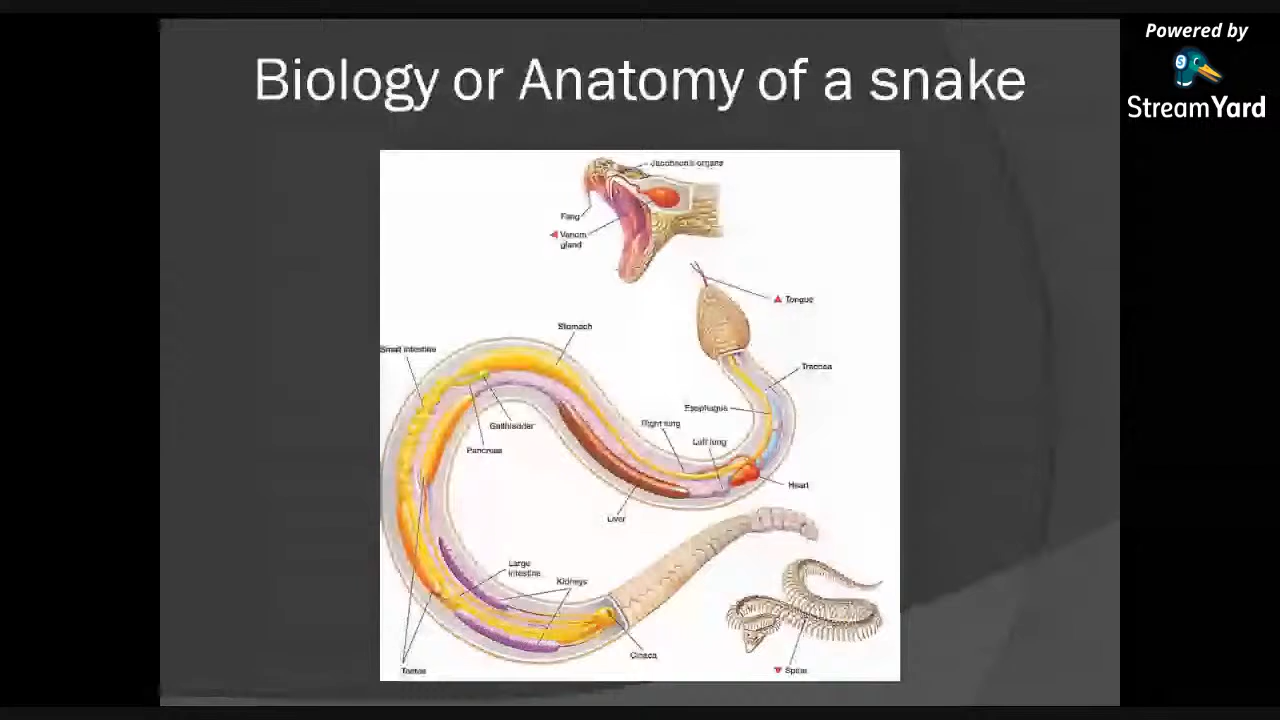 Powered by
StreamYard
Biology or Anatomy of a snake
Jacobson's organs
Fang
Venom
gland
Tongue
Stomach
Small intestine
Trachea
Esophagus
Gallbladder
Right lung
Left lung
Pancreas
Heart
Liver
Large
intestine
Kidneys
Cloaca
Testes
Spine